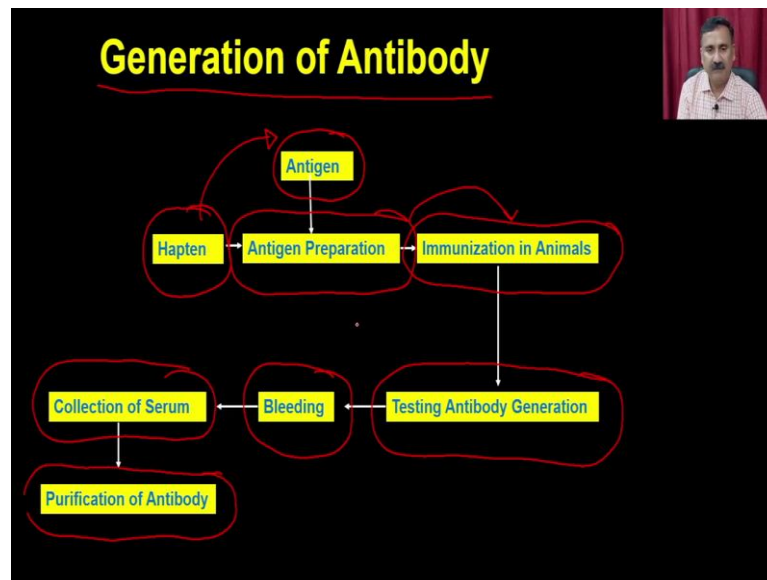 Generation of Antibody
Antigen
Hapten
Antigen Preparation
Immunization in Animals
Collection of Serum
Bleeding
Testing Antibody Generation
Purification of Antibody